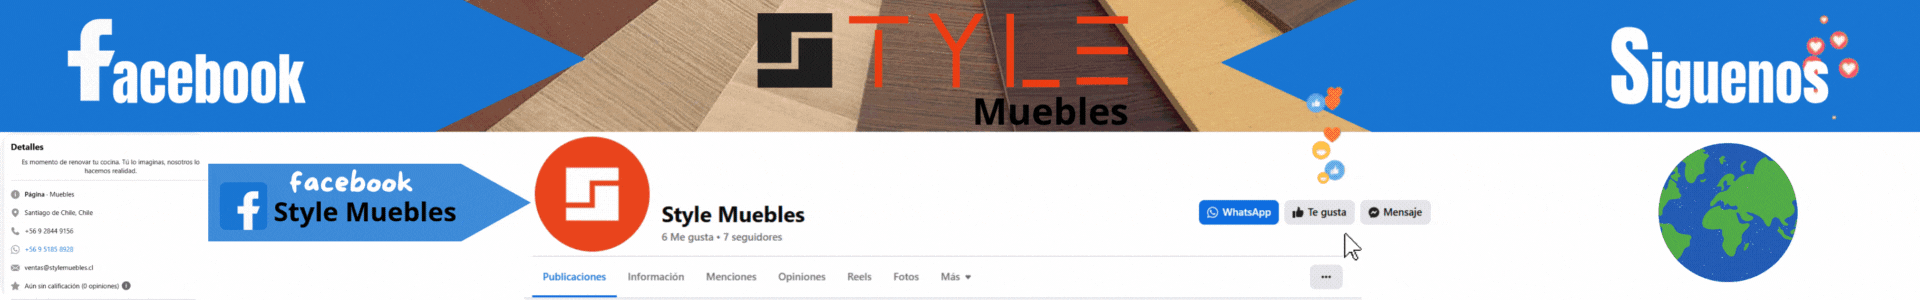 facebook
STYLE
Muebles
Siguenos
Detalles
Es momento de renovar tu cocina. Tú lo imaginas, nosotros lo
hacemos realidad.
Página · Muebles
Santiago de Chile, Chile
+56 9 2844 9156
+56 9 5185 8928
ventas@stylemuebles.cl
Aún sin calificación (0 opiniones)
facebook
Style Muebles
Style Muebles
6 Me gusta • 7 seguidores
WhatsApp
Te gusta
Mensaje
Publicaciones Información Menciones Opiniones Reels Fotos Más